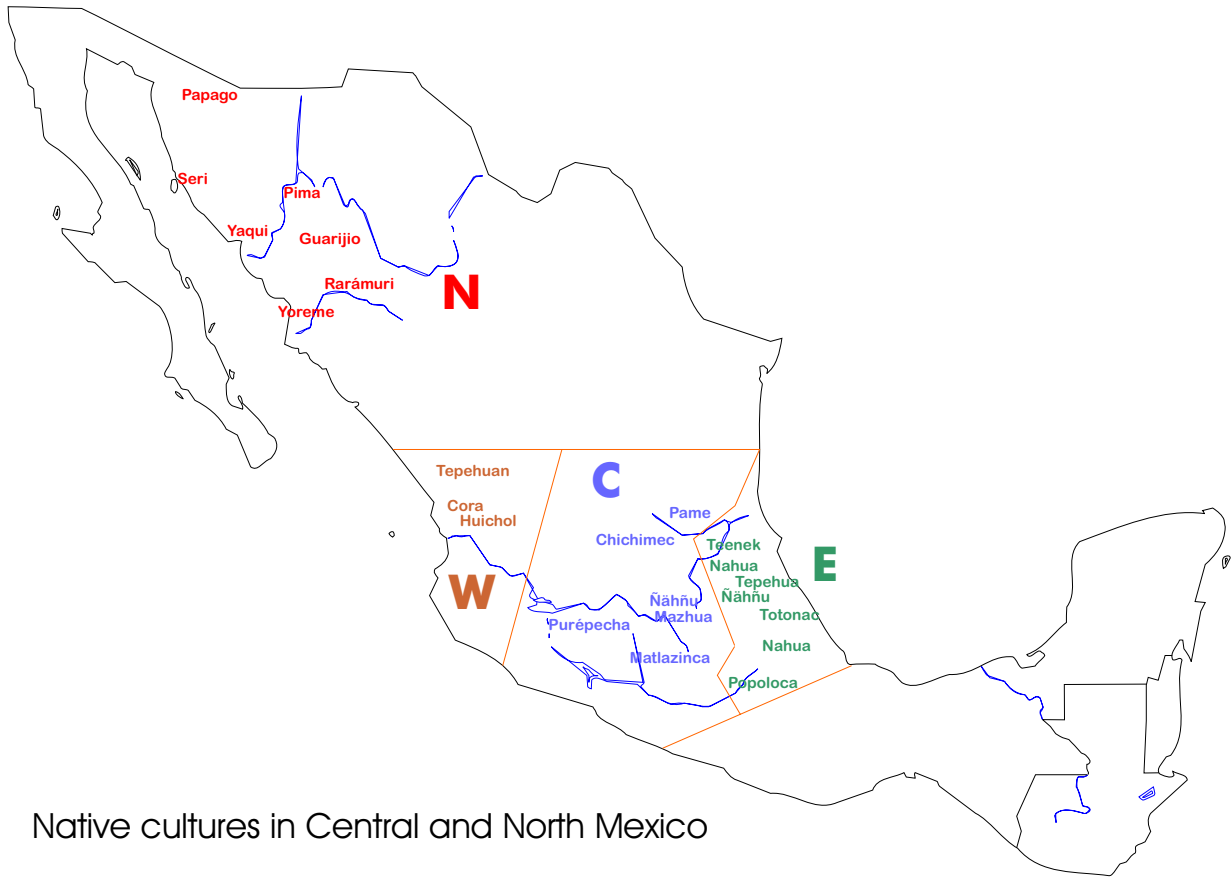 Papago
Seri
Pima
Yaqui
Guarijio
Rarámuri
N
Yoreme
Tepehuan
C
Cora
Huichol
Pame
Chichimec
Teenek
E
Nahua
Tepehua
W
Ñähñu
Ñähñu
Mazhua
Totonac
Purépecha
Nahua
Matlazinca
Popoloca
Native cultures in Central and North Mexico